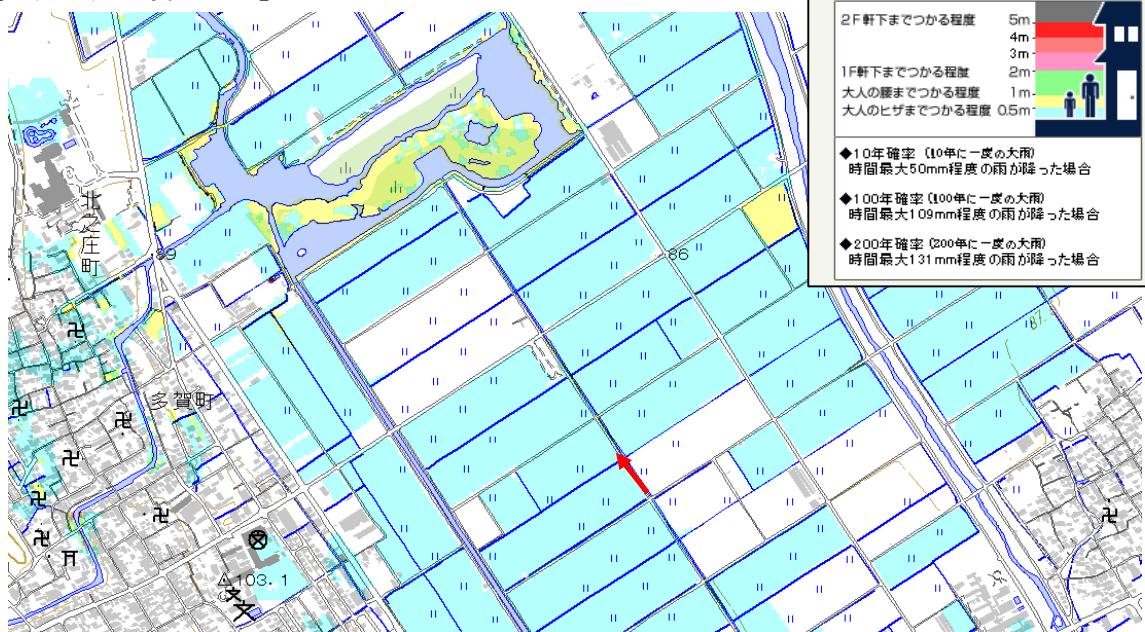 2F軒下までつかる程度 5m
4m
3m
1F軒下までつかる程度 2m
大人の腰までつかる程度 1m
大人のヒザまでつかる程度 0.5m
◆10年確率（10年に一度の大雨）
時間最大50mm程度の雨が降った場合
◆100年確率（100年に一度の大雨）
時間最大109mm程度の雨が降った場合
◆200年確率（200年に一度の大雨）
時間最大131mm程度の雨が降った場合
北之庄町
89
86
87.
多賀町
103.1